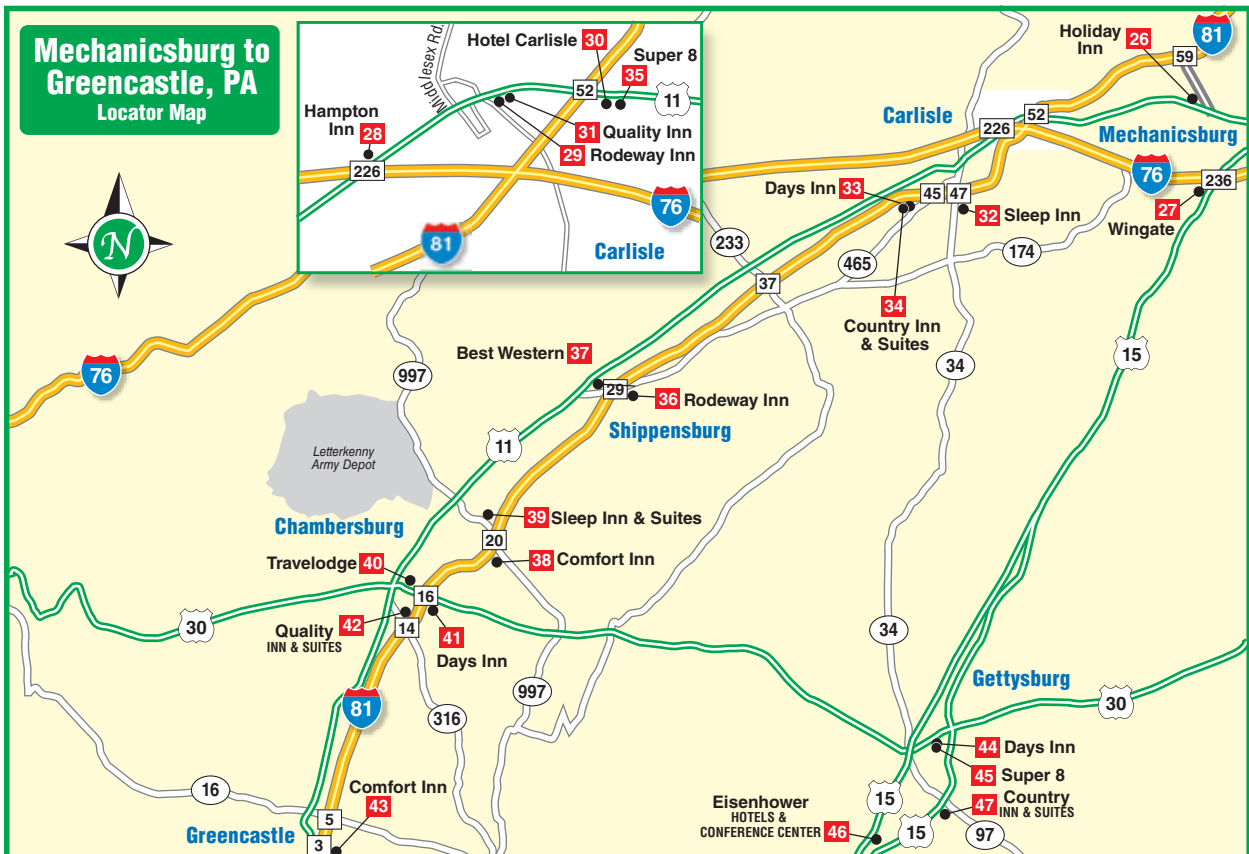 Mechanicsburg to
Greencastle, PA
Locator Map
N
Hotel Carlisle 30
Super 8
35
Middlesex Rd.
52
11
Hampton
Inn 28
31 Quality Inn
29 Rodeway Inn
226
76
81
Carlisle
Holiday
Inn 26
81
59
Carlisle
52
226
Mechanicsburg
76
236
Days Inn 33
45
47
32 Sleep Inn
27
Wingate
233
465
174
37
34
Country Inn
& Suites
15
34
76
997
Best Western 37
29
36 Rodeway Inn
Shippensburg
11
Letterkenny
Army Depot
Chambersburg
39 Sleep Inn & Suites
20
38 Comfort Inn
Travelodge 40
16
30
42
Quality
INN & SUITES
14
41
Days Inn
34
Gettysburg
997
30
81
316
44 Days Inn
45 Super 8
16
Comfort Inn
43
15
47 Country
INN & SUITES
Eisenhower
HOTELS &
CONFERENCE CENTER 46
15
97
5
Greencastle
3